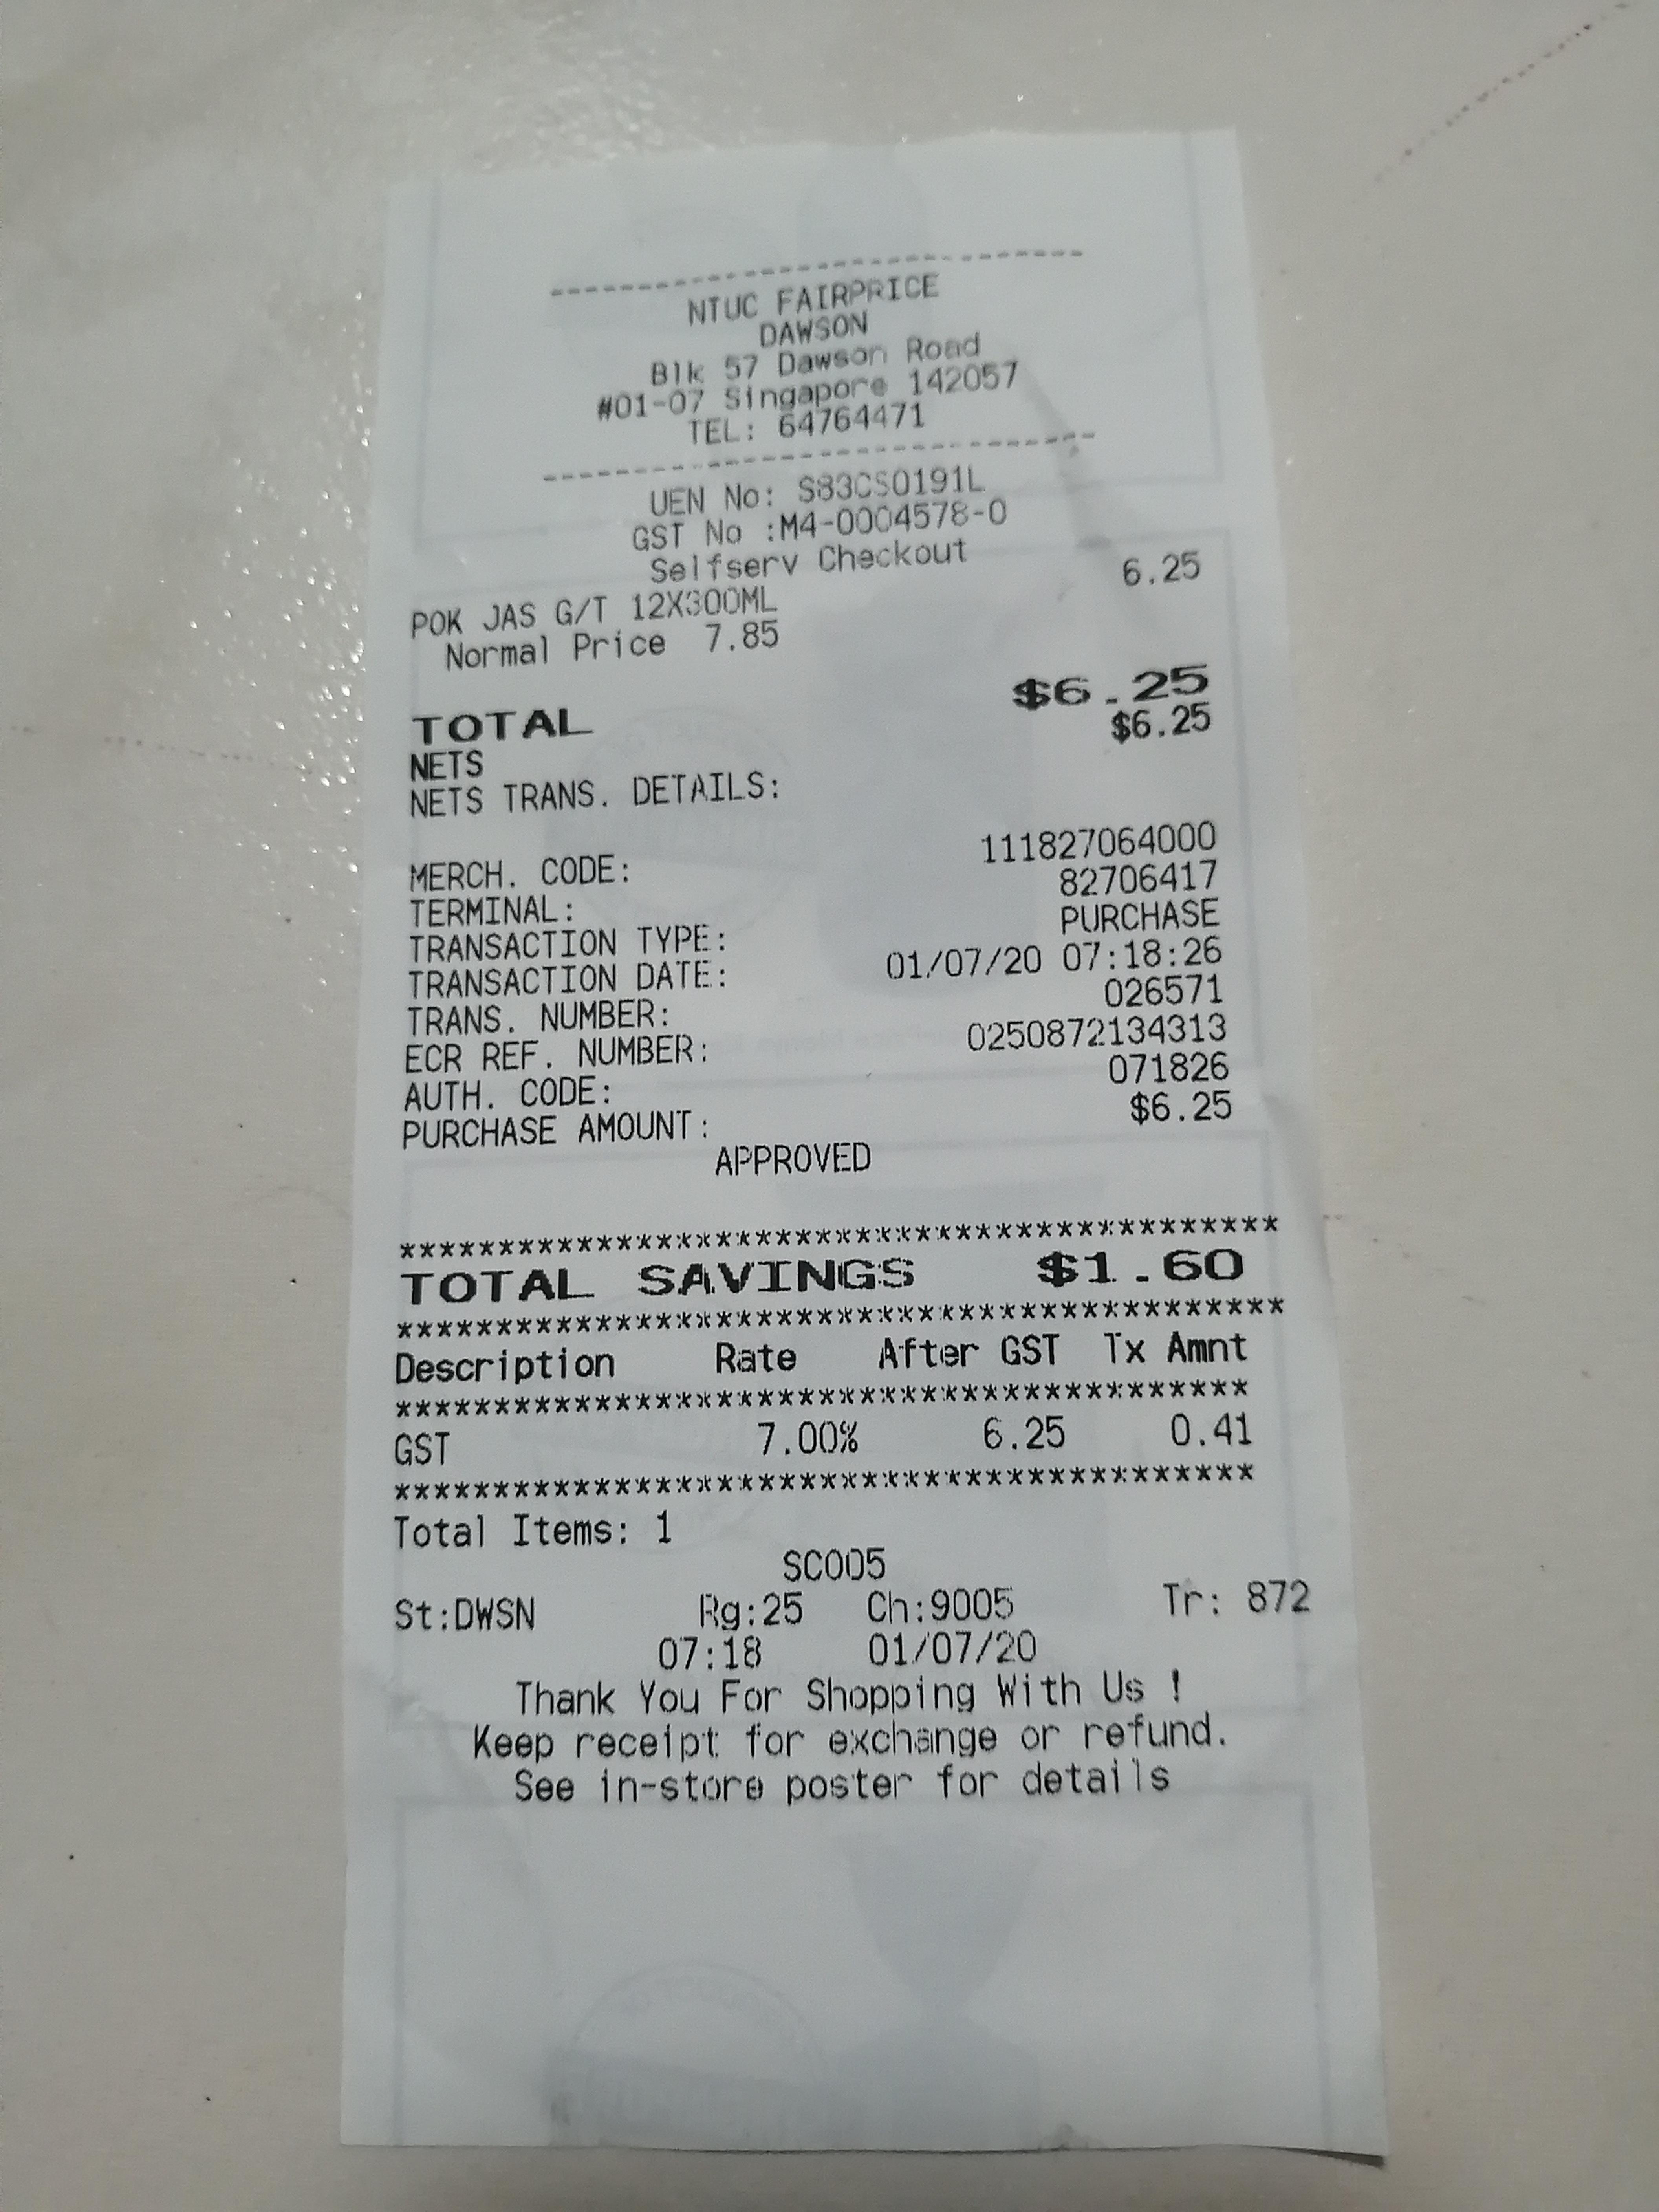 --------------------------
NTUC FAIRPRICE
DAWSON
Blk 57 Dawson Road
#01-07 Singapore 142057
TEL: 64764471
---------------------------
UEN No: S83CS0191L
GST No :M4-0004578-0
Selfserv Checkout
POK JAS G/T 12X300ML 6.25
Normal Price 7.85
TOTAL $6.25
NETS $6.25
NETS TRANS. DETAILS:
MERCH. CODE: 111827064000
TERMINAL: 82706417
TRANSACTION TYPE: PURCHASE
TRANSACTION DATE: 01/07/20 07:18:26
TRANS. NUMBER: 026571
ECR REF. NUMBER: 0250872134313
AUTH. CODE: 071826
PURCHASE AMOUNT: $6.25
APPROVED
********************************************
TOTAL SAVINGS $1.60
********************************************
Description Rate After GST Tx Amnt
*******************************************
GST 7.00% 6.25 0.41
*******************************************
Total Items: 1
SC005
St:DWSN Rg:25 Ch:9005 Tr: 872
07:18 01/07/20
Thank You For Shopping With Us !
Keep receipt for exchange or refund.
See in-store poster for details